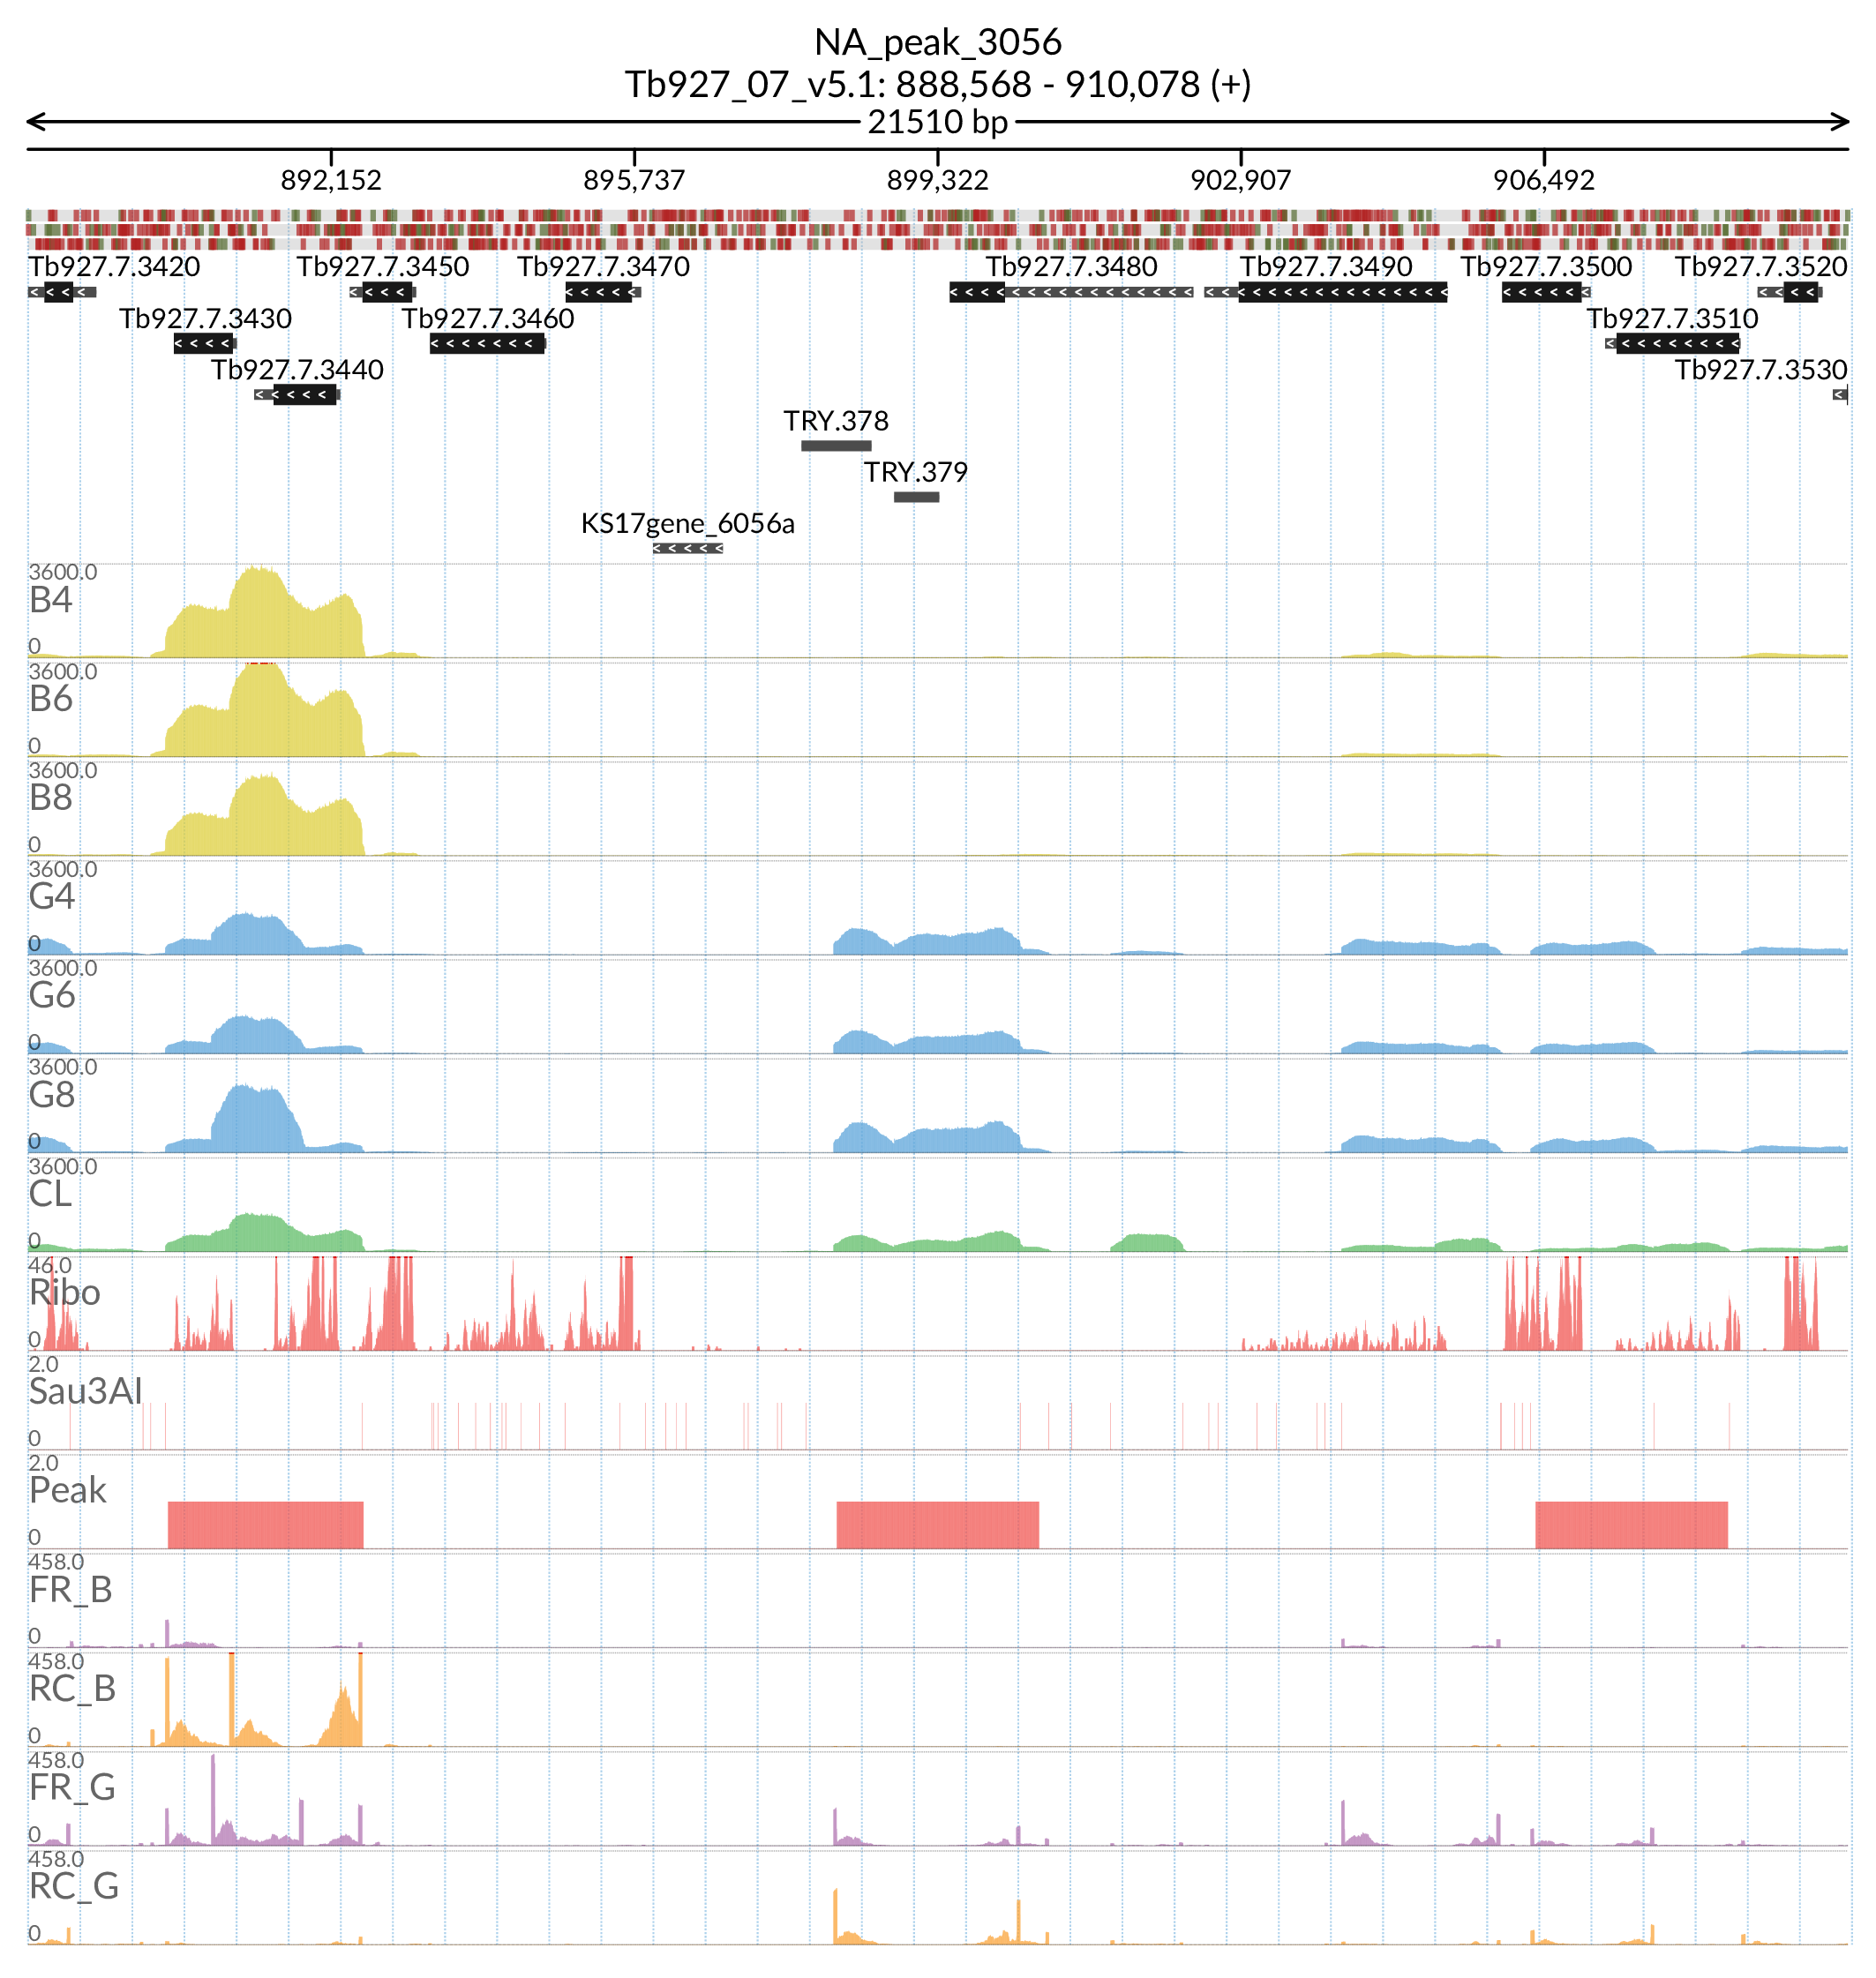 NA_peak_3056
Tb927_07_v5.1: 888,568 - 910,078 (+)
21510 bp
892,152 895,737 899,322 902,907 906,492
Tb927.7.3420 Tb927.7.3450 Tb927.7.3470 Tb927.7.3480 Tb927.7.3490 Tb927.7.3500 Tb927.7.3520
Tb927.7.3430 Tb927.7.3460 Tb927.7.3510
Tb927.7.3440 Tb927.7.3530
TRY.378
TRY.379
KS17gene_6056a
3600.0
B4
0
3600.0
B6
0
3600.0
B8
0
3600.0
G4
0
3600.0
G6
0
3600.0
G8
0
3600.0
CL
0
46.0
Ribo
0
2.0
Sau3AI
0
2.0
Peak
0
458.0
FR_B
0
458.0
RC_B
0
458.0
FR_G
0
458.0
RC_G
0